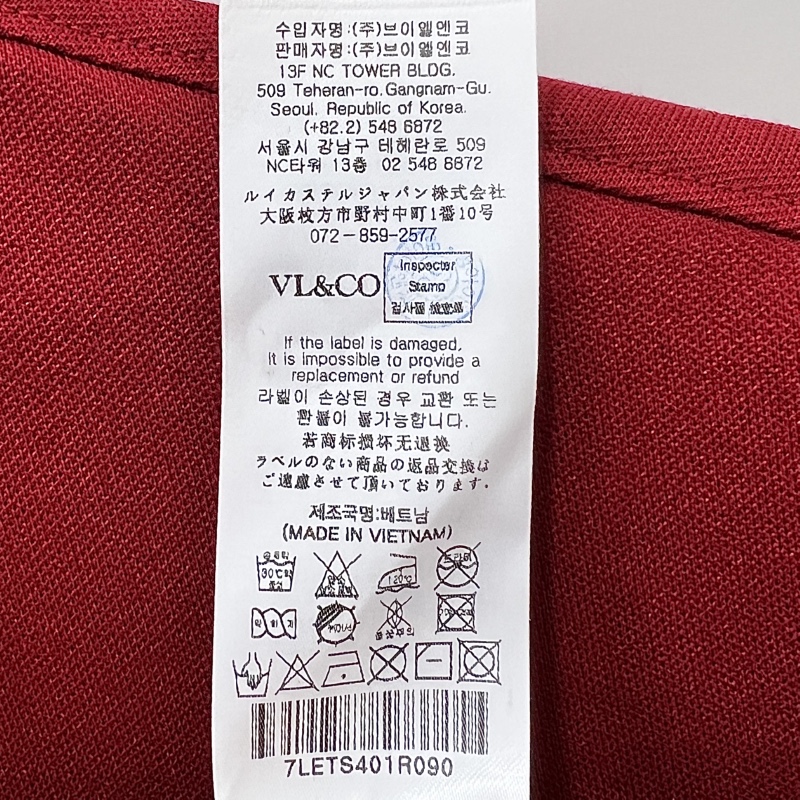 수입자명:(주)브이엘엔코
판매자명:(주)브이엘엔코
13F NC TOWER BLDG.
509 Teheran-ro.Gangnam-Gu.
Seoul. Republic of Korea.
(+82.2) 548 6872
서울시 강남구 테헤란로 509
NC타워 13층 02 548 6872
ルイカステルジャパン株式会社
大阪枚方市野村中町1番10号
072-859-2577
VL&CO
Inspecter
Stamp
검사필
If the label is damaged,
It is impossible to provide a
replacement or refund
라벨이 손상된 경우 교환 또는
환불이 불가능합니다.
若商标损坏无退换
ラベルのない商品の返品交換は
ご遠慮させて頂いております.
제조국명:베트남
(MADE IN VIETNAM)
30℃
120℃
드라이
약하게
7LETS401R090